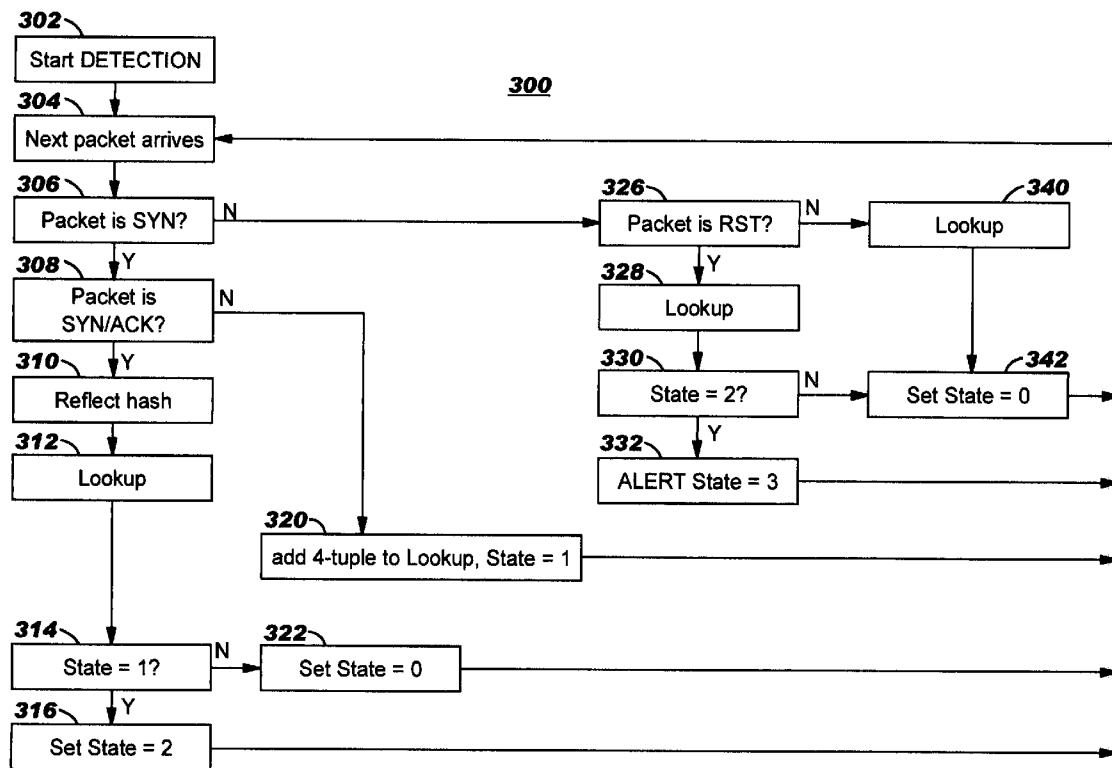 302
Start DETECTION
300
304
Next packet arrives
306
Packet is SYN?
N
Y
326
Packet is RST?
N
Y
340
Lookup
308
Packet is
SYN/ACK?
N
Y
328
Lookup
310
Reflect hash
330
State = 2?
N
Y
342
Set State = 0
312
Lookup
332
ALERT State = 3
320
add 4-tuple to Lookup, State = 1
314
State = 1?
N
Y
322
Set State = 0
316
Set State = 2